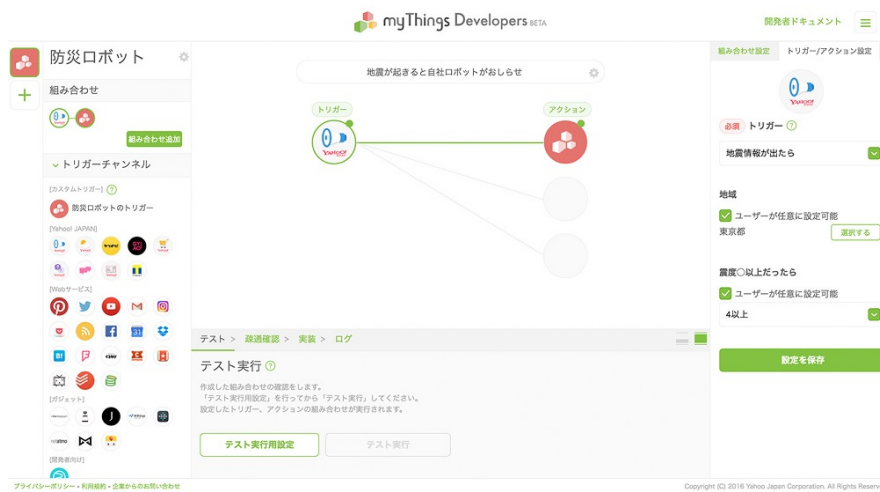 myThings Developers BETA
開発者ドキュメント
防災ロボット
組み合わせ
組み合わせ追加
トリガーチャンネル
[カスタムトリガー]
防災ロボットのトリガー
[Yahoo! JAPAN]
[Webサービス]
[ガジェット]
[開発者向け]
地震が起きると自社ロボットがおしらせ
トリガー
アクション
YAHOO!
テスト > 疎通確認 > 実装 > ログ
テスト実行
作成した組み合わせの確認をします。
「テスト実行用設定」を行ってから「テスト実行」してください。
設定したトリガー、アクションの組み合わせが実行されます。
テスト実行用設定
テスト実行
組み合わせ設定
トリガー/アクション設定
YAHOO!
必須 トリガー
地震情報が出たら
地域
ユーザーが任意に設定可能
東京都
選択する
震度○以上だったら
ユーザーが任意に設定可能
4以上
設定を保存
プライバシーポリシー・利用規約・企業からのお問い合わせ
Copyright (C) 2016 Yahoo Japan Corporation. All Rights Reserv